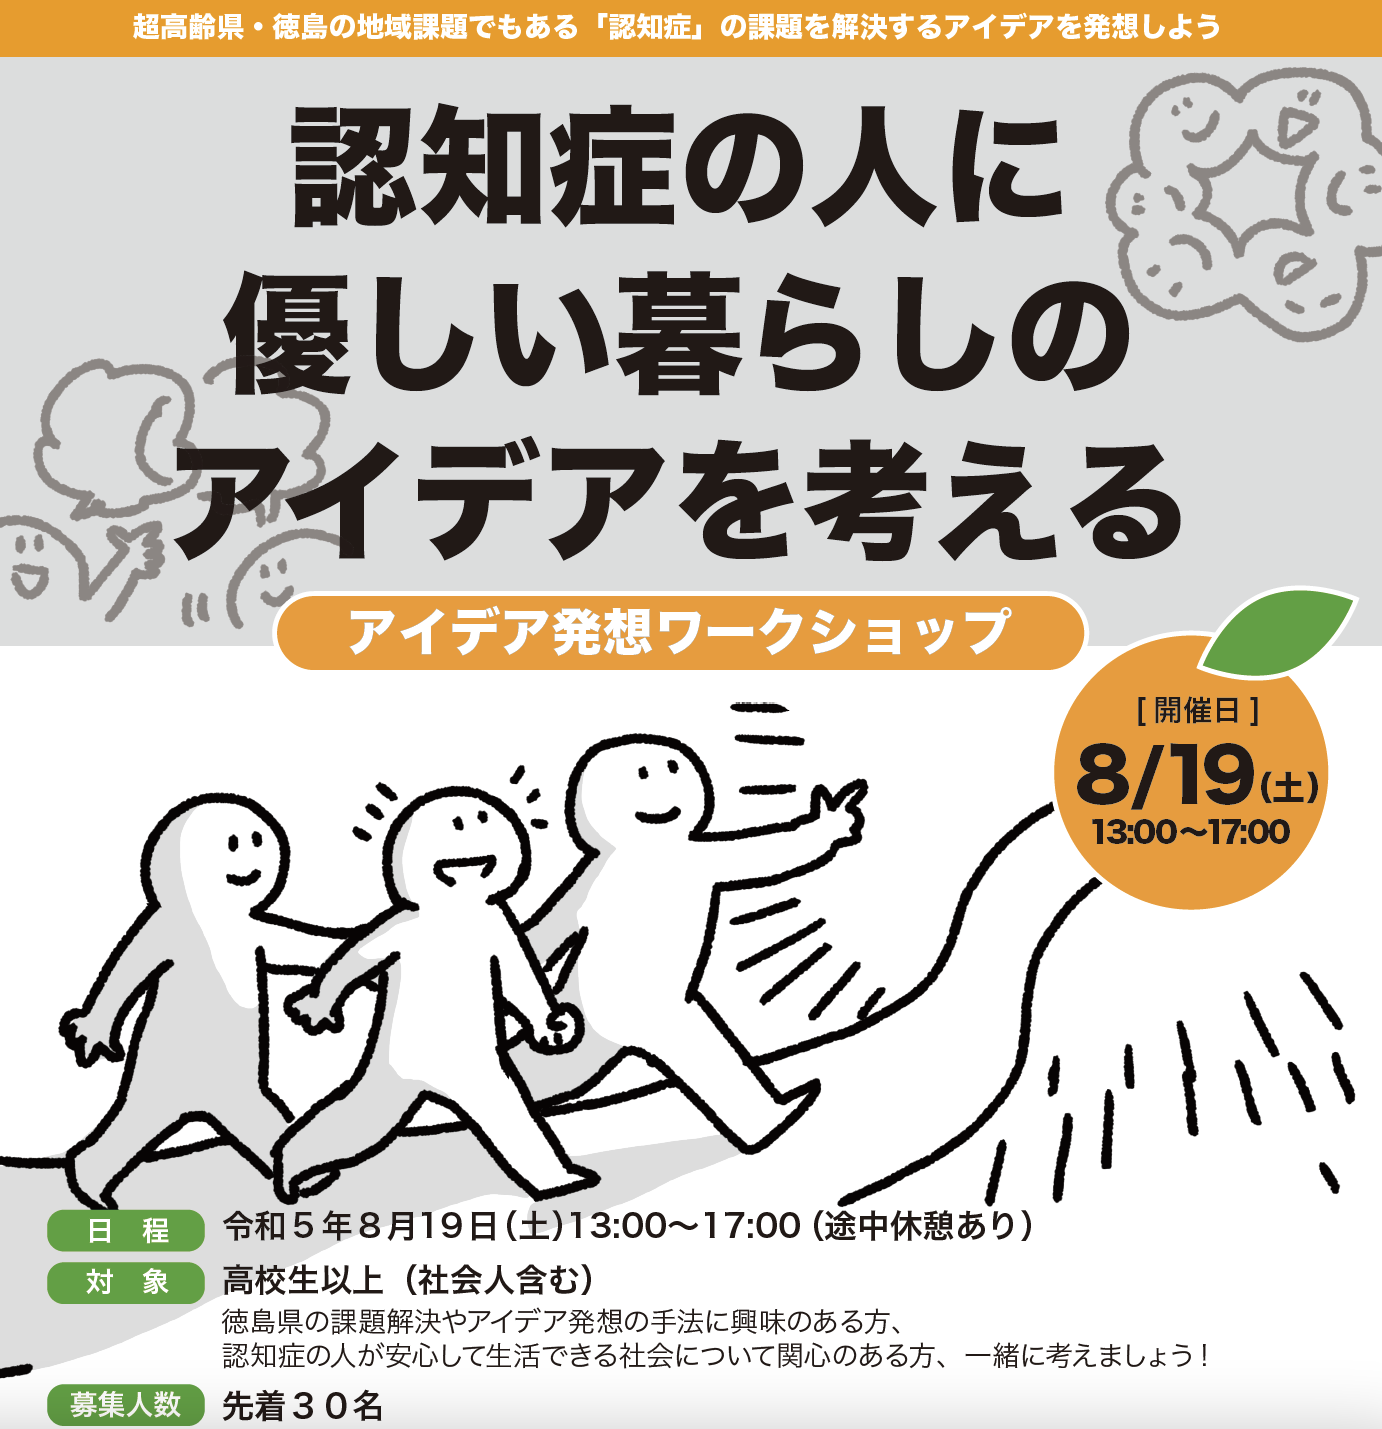 超高齢県・徳島の地域課題でもある「認知症」の課題を解決するアイデアを発想しよう
認知症の人に
優しい暮らしの
アイデアを考える
アイデア発想ワークショップ
[ 開催日 ]
8/19(土)
13:00〜17:00
日 程 令和５年８月19日(土)13:00〜17:00（途中休憩あり）
対 象 高校生以上（社会人含む）
徳島県の課題解決やアイデア発想の手法に興味のある方、
認知症の人が安心して生活できる社会について関心のある方、一緒に考えましょう！
募集人数 先着３０名